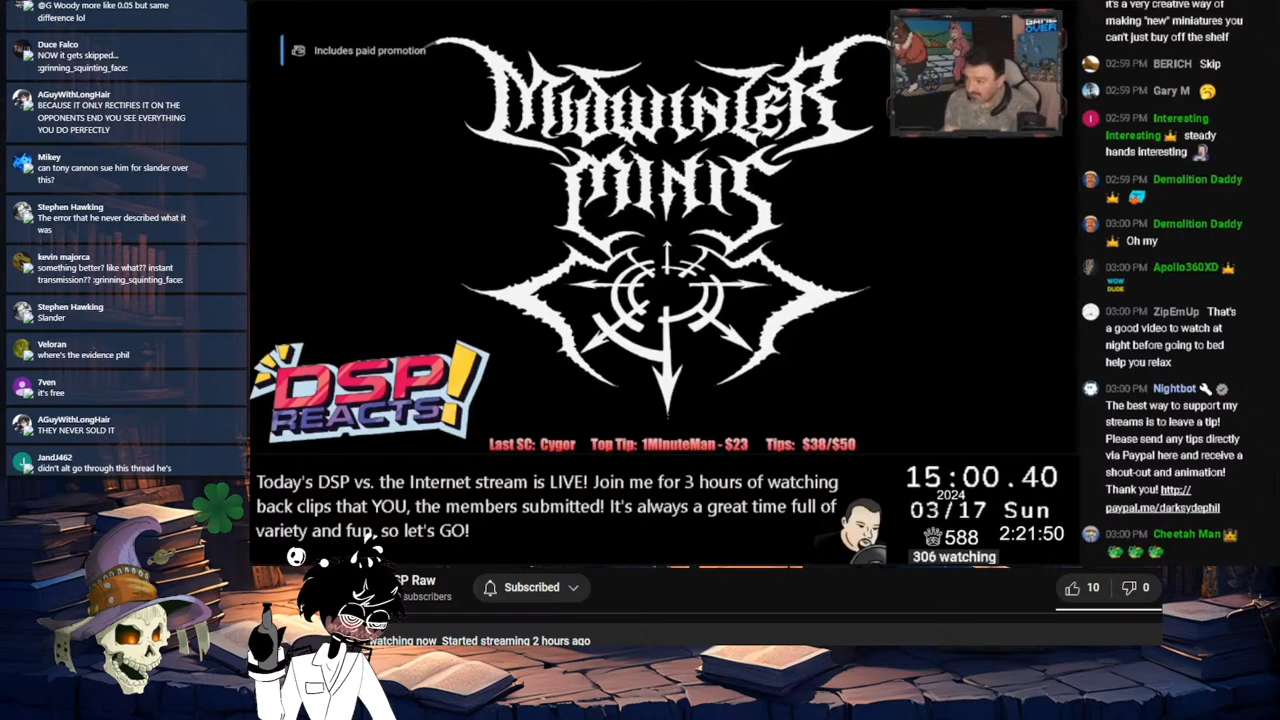 @G Woody more like 0.05 but same
difference lol
Duce Falco
NOW it gets skipped...
:grinning_squinting_face:
AGuyWithLongHair
BECAUSE IT ONLY RECTIFIES IT ON THE
OPPONENTS END YOU SEE EVERYTHING
YOU DO PERFECTLY
Mikey
can tony cannon sue him for slander over
this?
Stephen Hawking
The error that he never described what it
was
kevin majorca
something better? like what?? instant
transmission?? :grinning_squinting_face:
Stephen Hawking
Slander
Veloran
where's the evidence phil
7ven
it's free
AGuyWithLongHair
THEY NEVER SOLD IT
JandJ462
didn't alt go through this thread he's
Includes paid promotion
MIDWINTER
MINIS
GAME
OVER
DSP
REACTS!
Last SC: Cygor Top Tip: 1MinuteMan - $23 Tips: $38/$50
Today's DSP vs. the Internet stream is LIVE! Join me for 3 hours of watching
back clips that YOU, the members submitted! It's always a great time full of
variety and fun, so let's GO!
15:00.40
2024
03/17 Sun
588 2:21:50
306 watching
SP Raw
subscribers
Subscribed
10
0
watching now Started streaming 2 hours ago
it's a very creative way of
making "new" miniatures you
can't just buy off the shelf
02:59 PM BERICH Skip
02:59 PM Gary M
02:59 PM Interesting
Interesting steady
hands interesting
02:59 PM Demolition Daddy
03:00 PM Demolition Daddy
Oh my
03:00 PM Apollo360XD
WOW
DUDE
03:00 PM ZipEmUp That's
a good video to watch at
night before going to bed
help you relax
03:00 PM Nightbot
The best way to support my
streams is to leave a tip!
Please send any tips directly
via Paypal here and receive a
shout-out and animation!
Thank you! http://
paypal.me/darksydephil
03:00 PM Cheetah Man